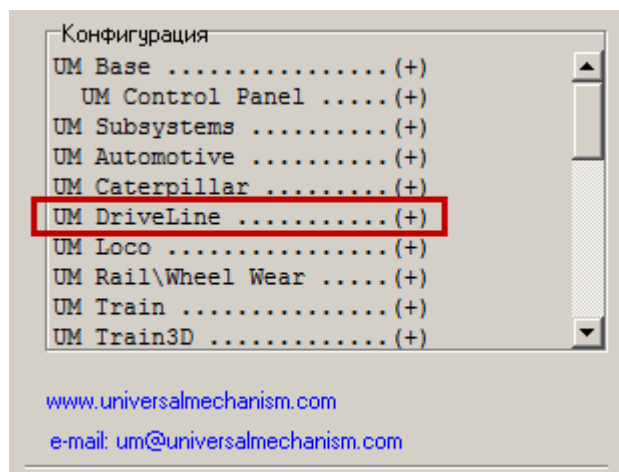 Конфигурация
UM Base ................(+)
UM Control Panel .....(+)
UM Subsystems ..........(+)
UM Automotive ..........(+)
UM Caterpillar .........(+)
UM DriveLine ...........(+)
UM Loco ................(+)
UM Rail\Wheel Wear .....(+)
UM Train ...............(+)
UM Train3D .............(+)
www.universalmechanism.com
e-mail: um@universalmechanism.com